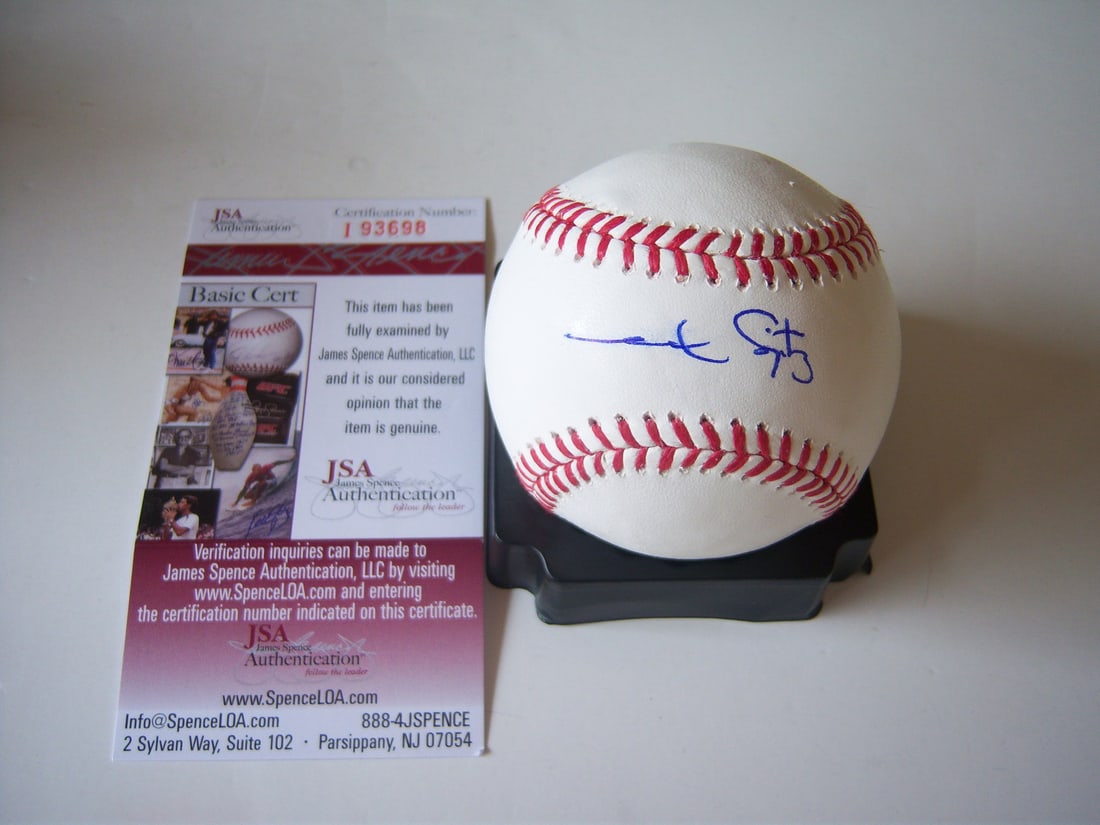 JSA
James Spence
Authentication
Certification Number:
I 93698
James Spence
Basic Cert
This item has been
fully examined by
James Spence Authentication, LLC
and it is our considered
opinion that the
item is genuine.
JSA
James Spence
Authentication
follow the leader
Verification inquiries can be made to
James Spence Authentication, LLC by visiting
www.SpenceLOA.com and entering
the certification number indicated on this certificate.
JSA
James Spence
Authentication
follow the leader
www.SpenceLOA.com
Info@SpenceLOA.com 888-4JSPENCE
2 Sylvan Way, Suite 102 · Parsippany, NJ 07054
Mark Spitz